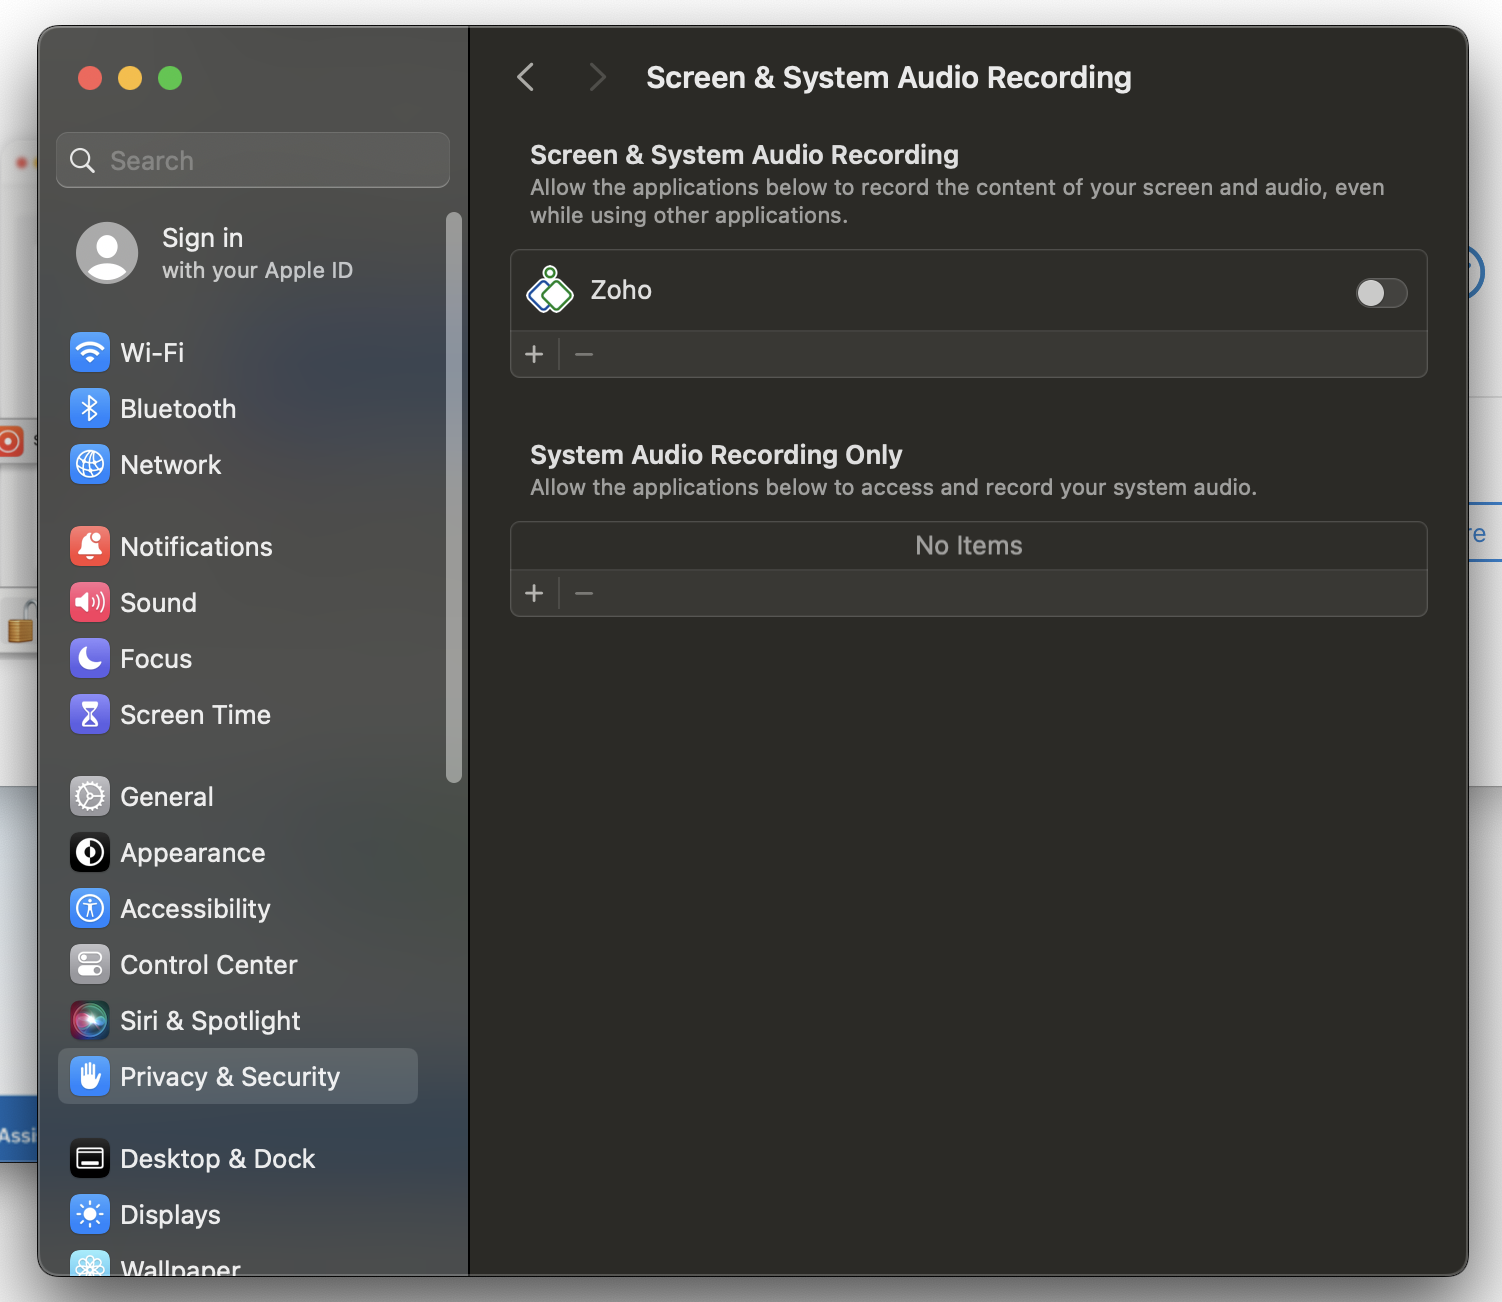 Screen & System Audio Recording
Search
Sign in
with your Apple ID
Wi-Fi
Bluetooth
Network
Notifications
Sound
Focus
Screen Time
General
Appearance
Accessibility
Control Center
Siri & Spotlight
Privacy & Security
Desktop & Dock
Displays
Wallpaper
Screen & System Audio Recording
Allow the applications below to record the content of your screen and audio, even
while using other applications.
Zoho
System Audio Recording Only
Allow the applications below to access and record your system audio.
No Items
Assi
re